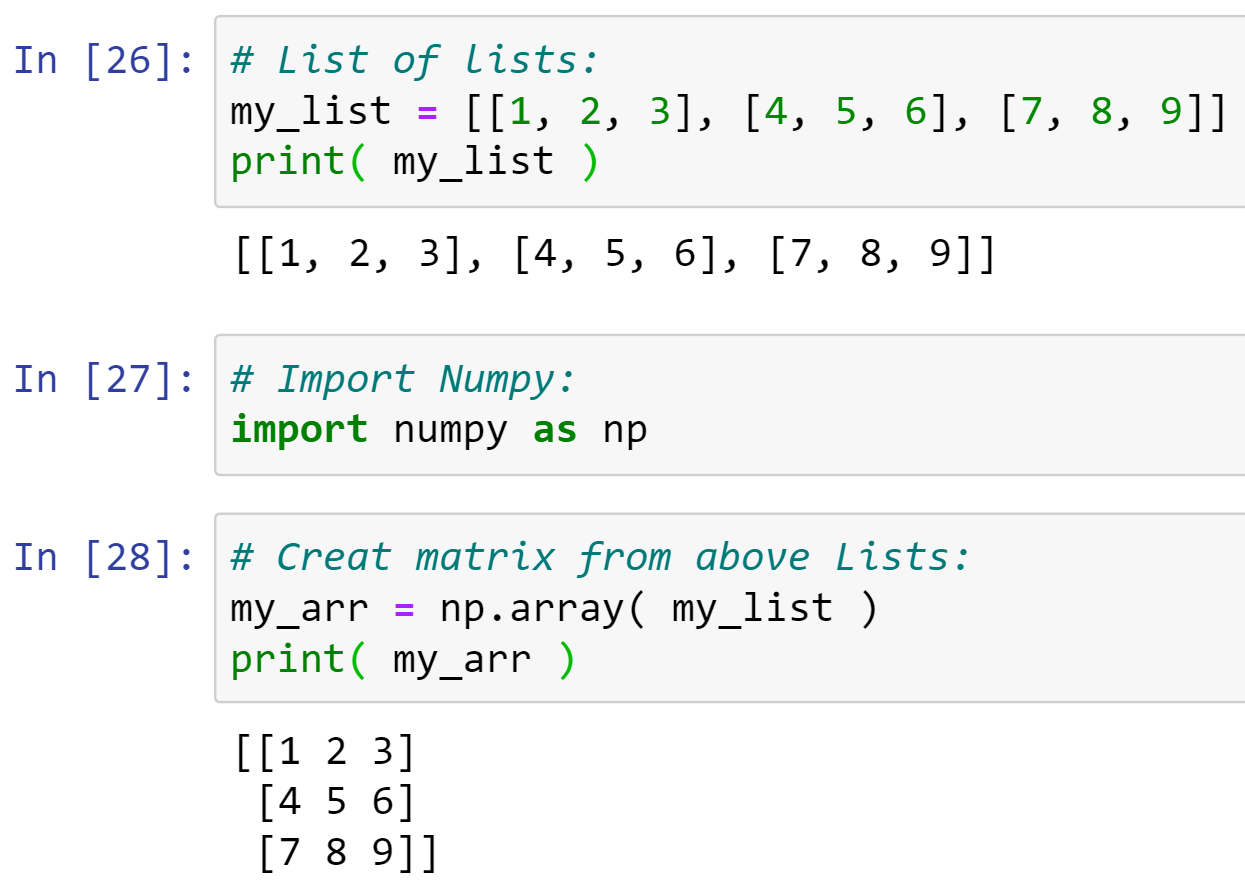 In [26]: # List of lists:
my_list = [[1, 2, 3], [4, 5, 6], [7, 8, 9]]
print( my_list )
[[1, 2, 3], [4, 5, 6], [7, 8, 9]]
In [27]: # Import Numpy:
import numpy as np
In [28]: # Creat matrix from above Lists:
my_arr = np.array( my_list )
print( my_arr )
[[1 2 3]
[4 5 6]
[7 8 9]]